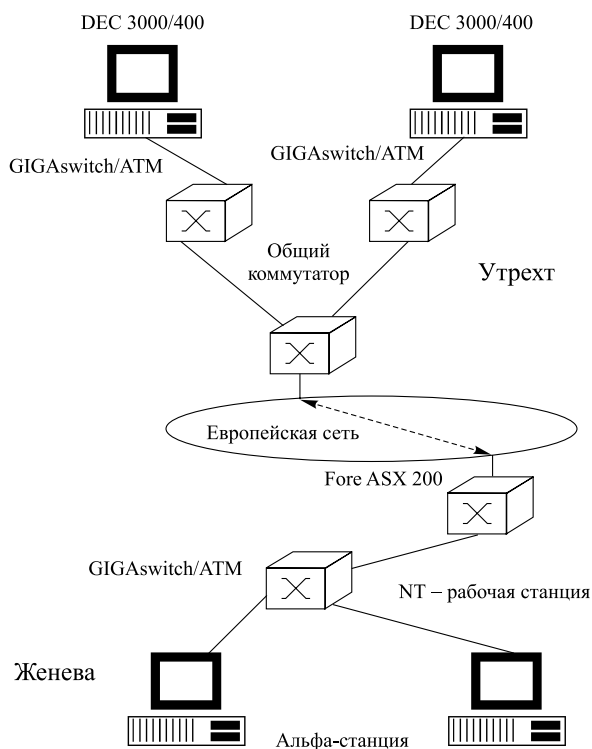 DEC 3000/400
DEC 3000/400
GIGAswitch/ATM
GIGAswitch/ATM
Общий
коммутатор
Утрехт
Европейская сеть
Fore ASX 200
GIGAswitch/ATM
NT – рабочая станция
Женева
Альфа-станция